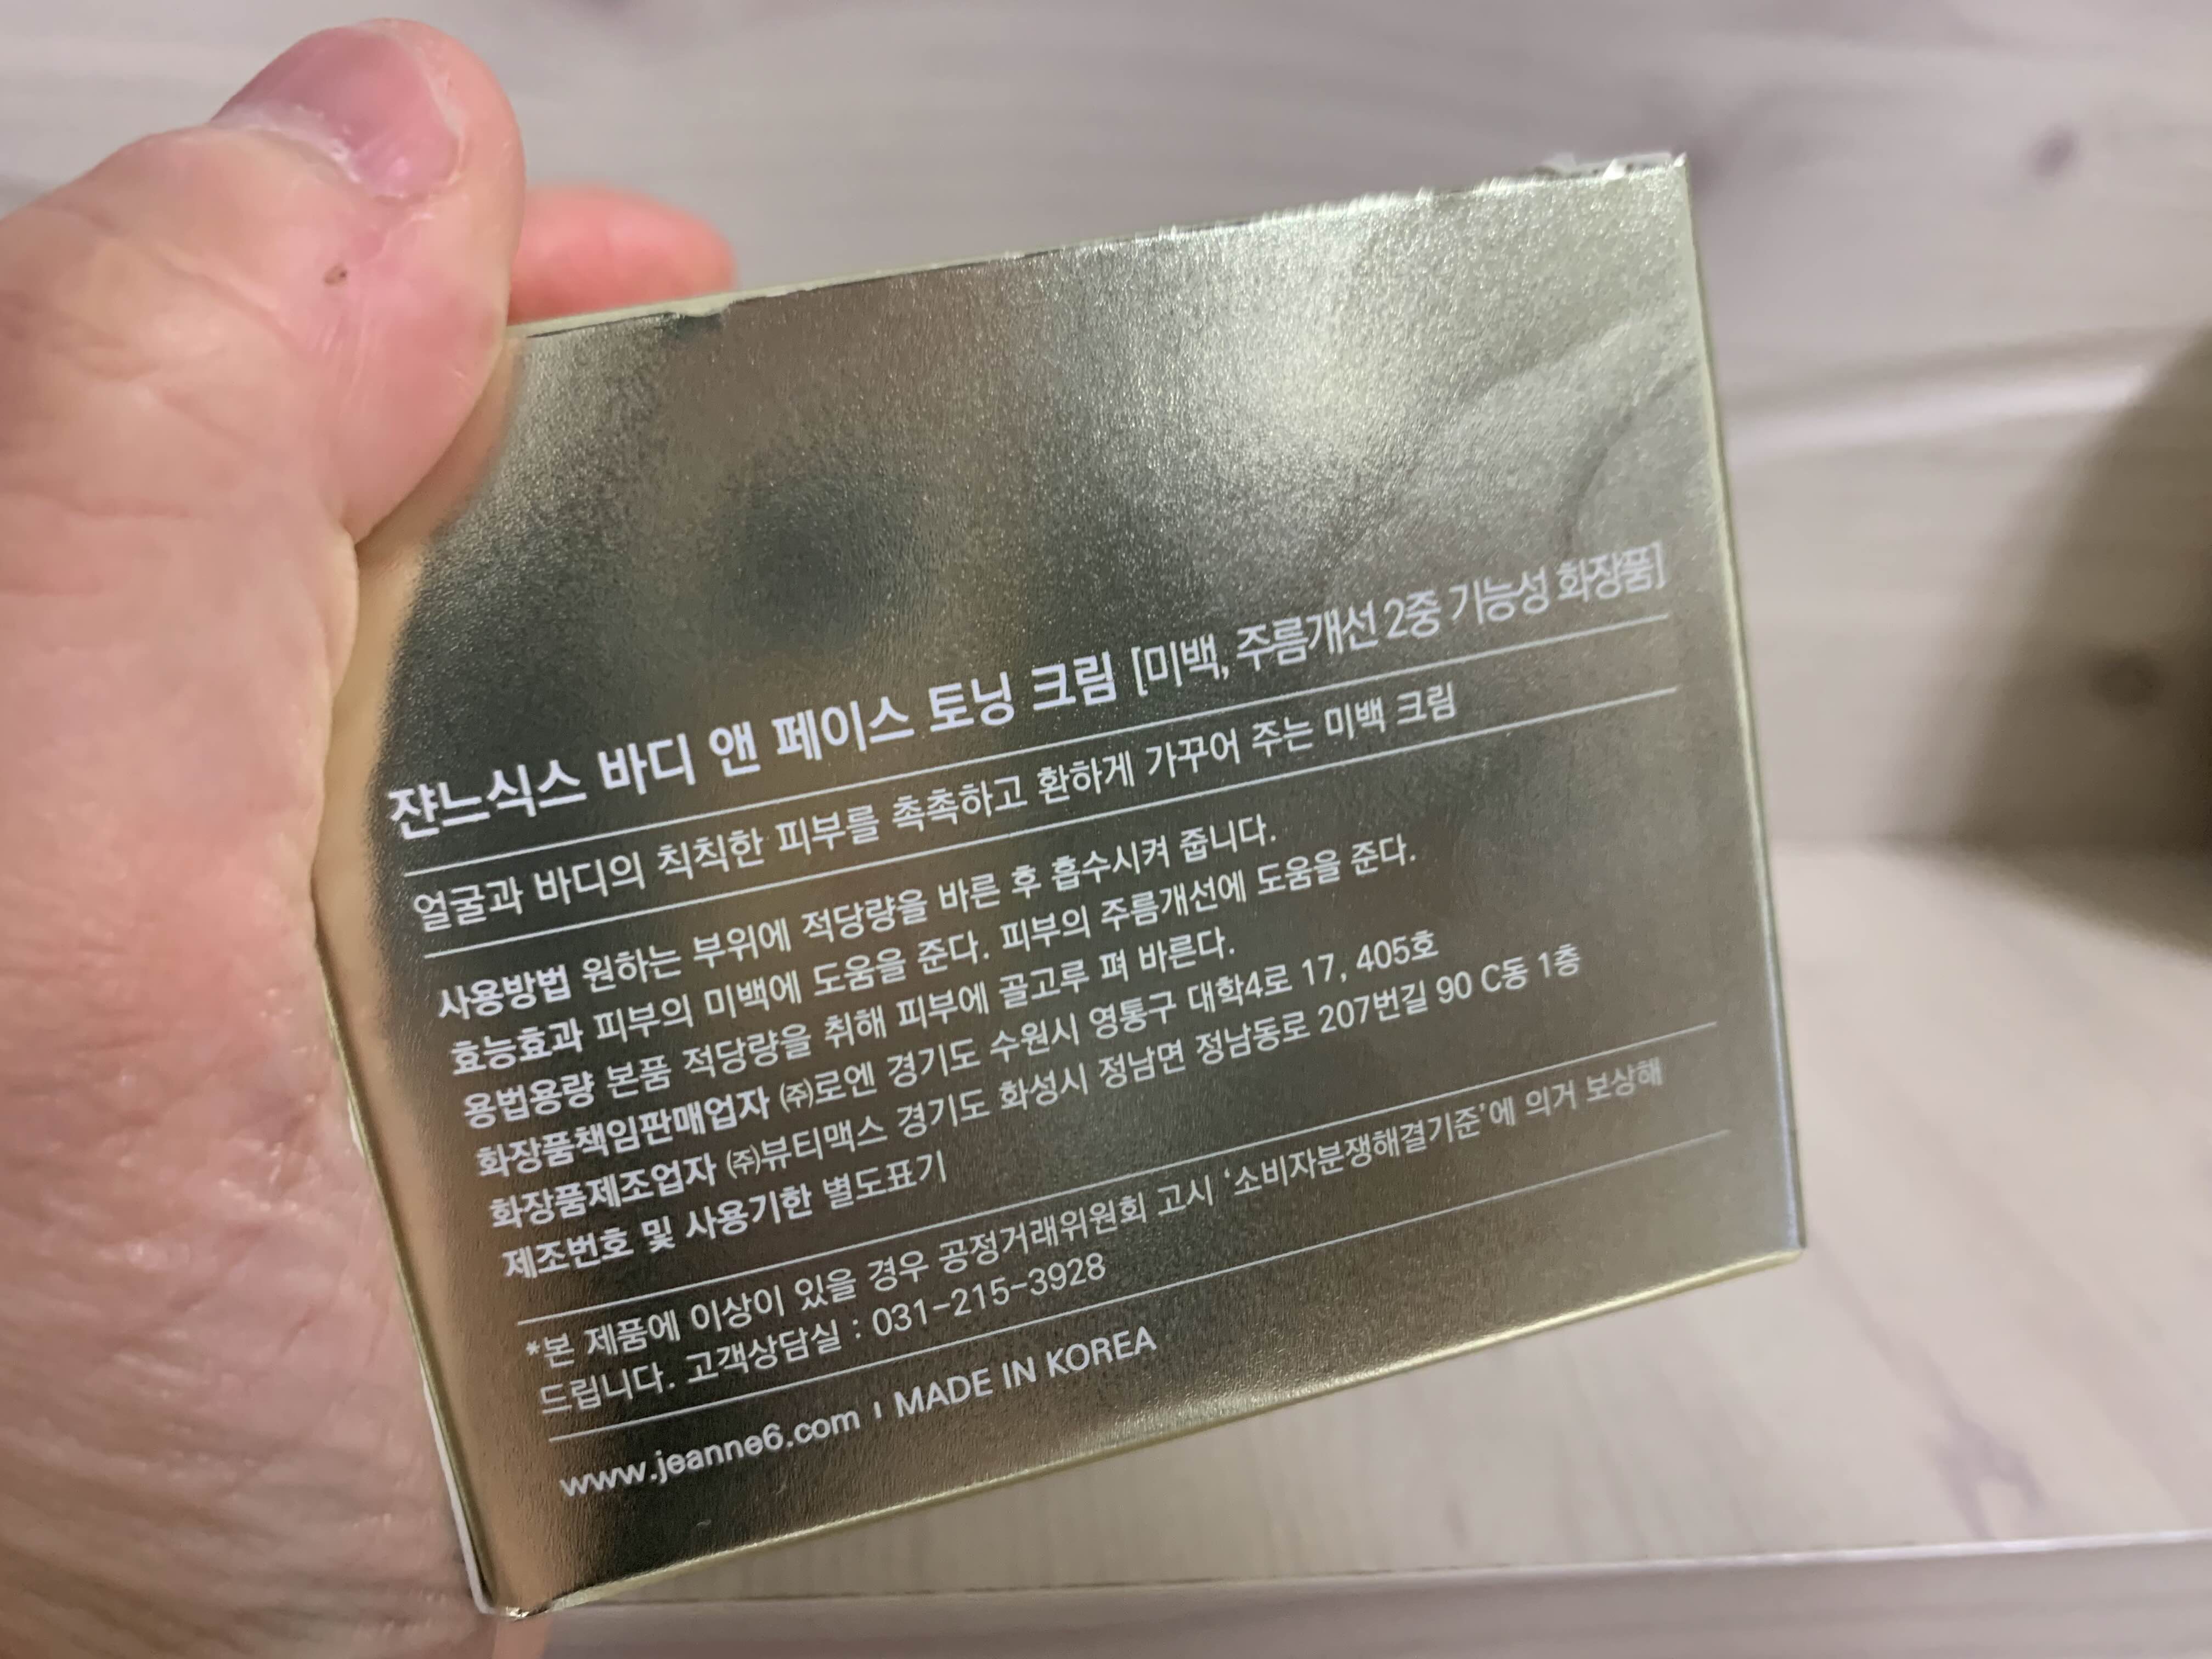 쟌느식스 바디 앤 페이스 토닝 크림 [미백, 주름개선 2중 기능성 화장품]
얼굴과 바디의 칙칙한 피부를 촉촉하고 환하게 가꾸어 주는 미백 크림
사용방법 원하는 부위에 적당량을 바른 후 흡수시켜 줍니다.
효능효과 피부의 미백에 도움을 준다. 피부의 주름개선에 도움을 준다.
용법용량 본품 적당량을 취해 피부에 골고루 펴 바른다.
화장품책임판매업자 ㈜로엔 경기도 수원시 영통구 대학4로 17, 405호
화장품제조업자 ㈜뷰티맥스 경기도 화성시 정남면 정남동로 207번길 90 C동 1층
제조번호 및 사용기한 별도표기
*본 제품에 이상이 있을 경우 공정거래위원회 고시 '소비자분쟁해결기준'에 의거 보상해
드립니다. 고객상담실 : 031-215-3928
www.jeanne6.com ı MADE IN KOREA